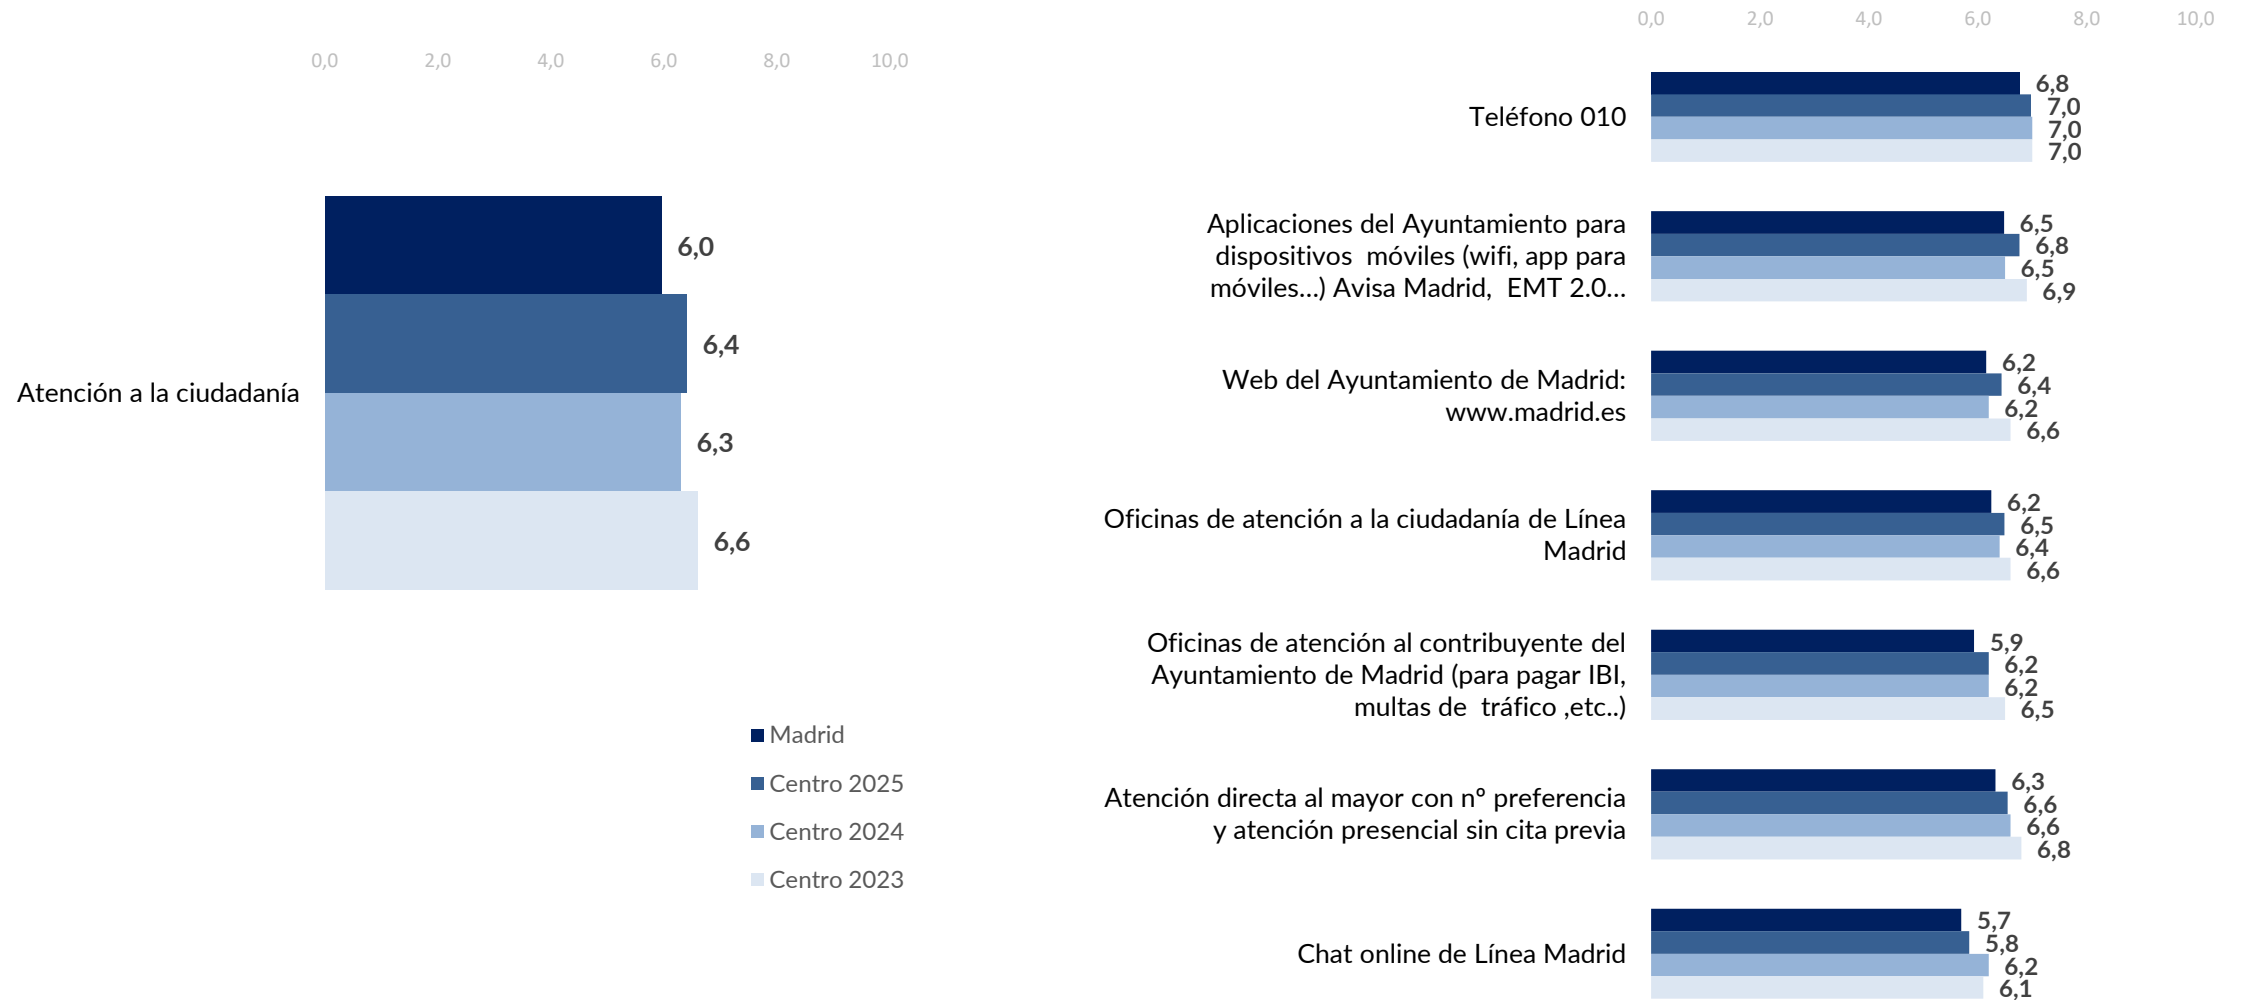 0,0 2,0 4,0 6,0 8,0 10,0
Atención a la ciudadanía
6,0
6,4
6,3
6,6
Madrid
Centro 2025
Centro 2024
Centro 2023
0,0 2,0 4,0 6,0 8,0 10,0
Teléfono 010
6,8
7,0
7,0
7,0
Aplicaciones del Ayuntamiento para
dispositivos  móviles (wifi, app para
móviles...) Avisa Madrid,  EMT 2.0...
6,5
6,8
6,5
6,9
Web del Ayuntamiento de Madrid:
www.madrid.es
6,2
6,4
6,2
6,6
Oficinas de atención a la ciudadanía de Línea
Madrid
6,2
6,5
6,4
6,6
Oficinas de atención al contribuyente del
Ayuntamiento de Madrid (para pagar IBI,
multas de  tráfico ,etc..)
5,9
6,2
6,2
6,5
Atención directa al mayor con nº preferencia
y atención presencial sin cita previa
6,3
6,6
6,6
6,8
Chat online de Línea Madrid
5,7
5,8
6,2
6,1